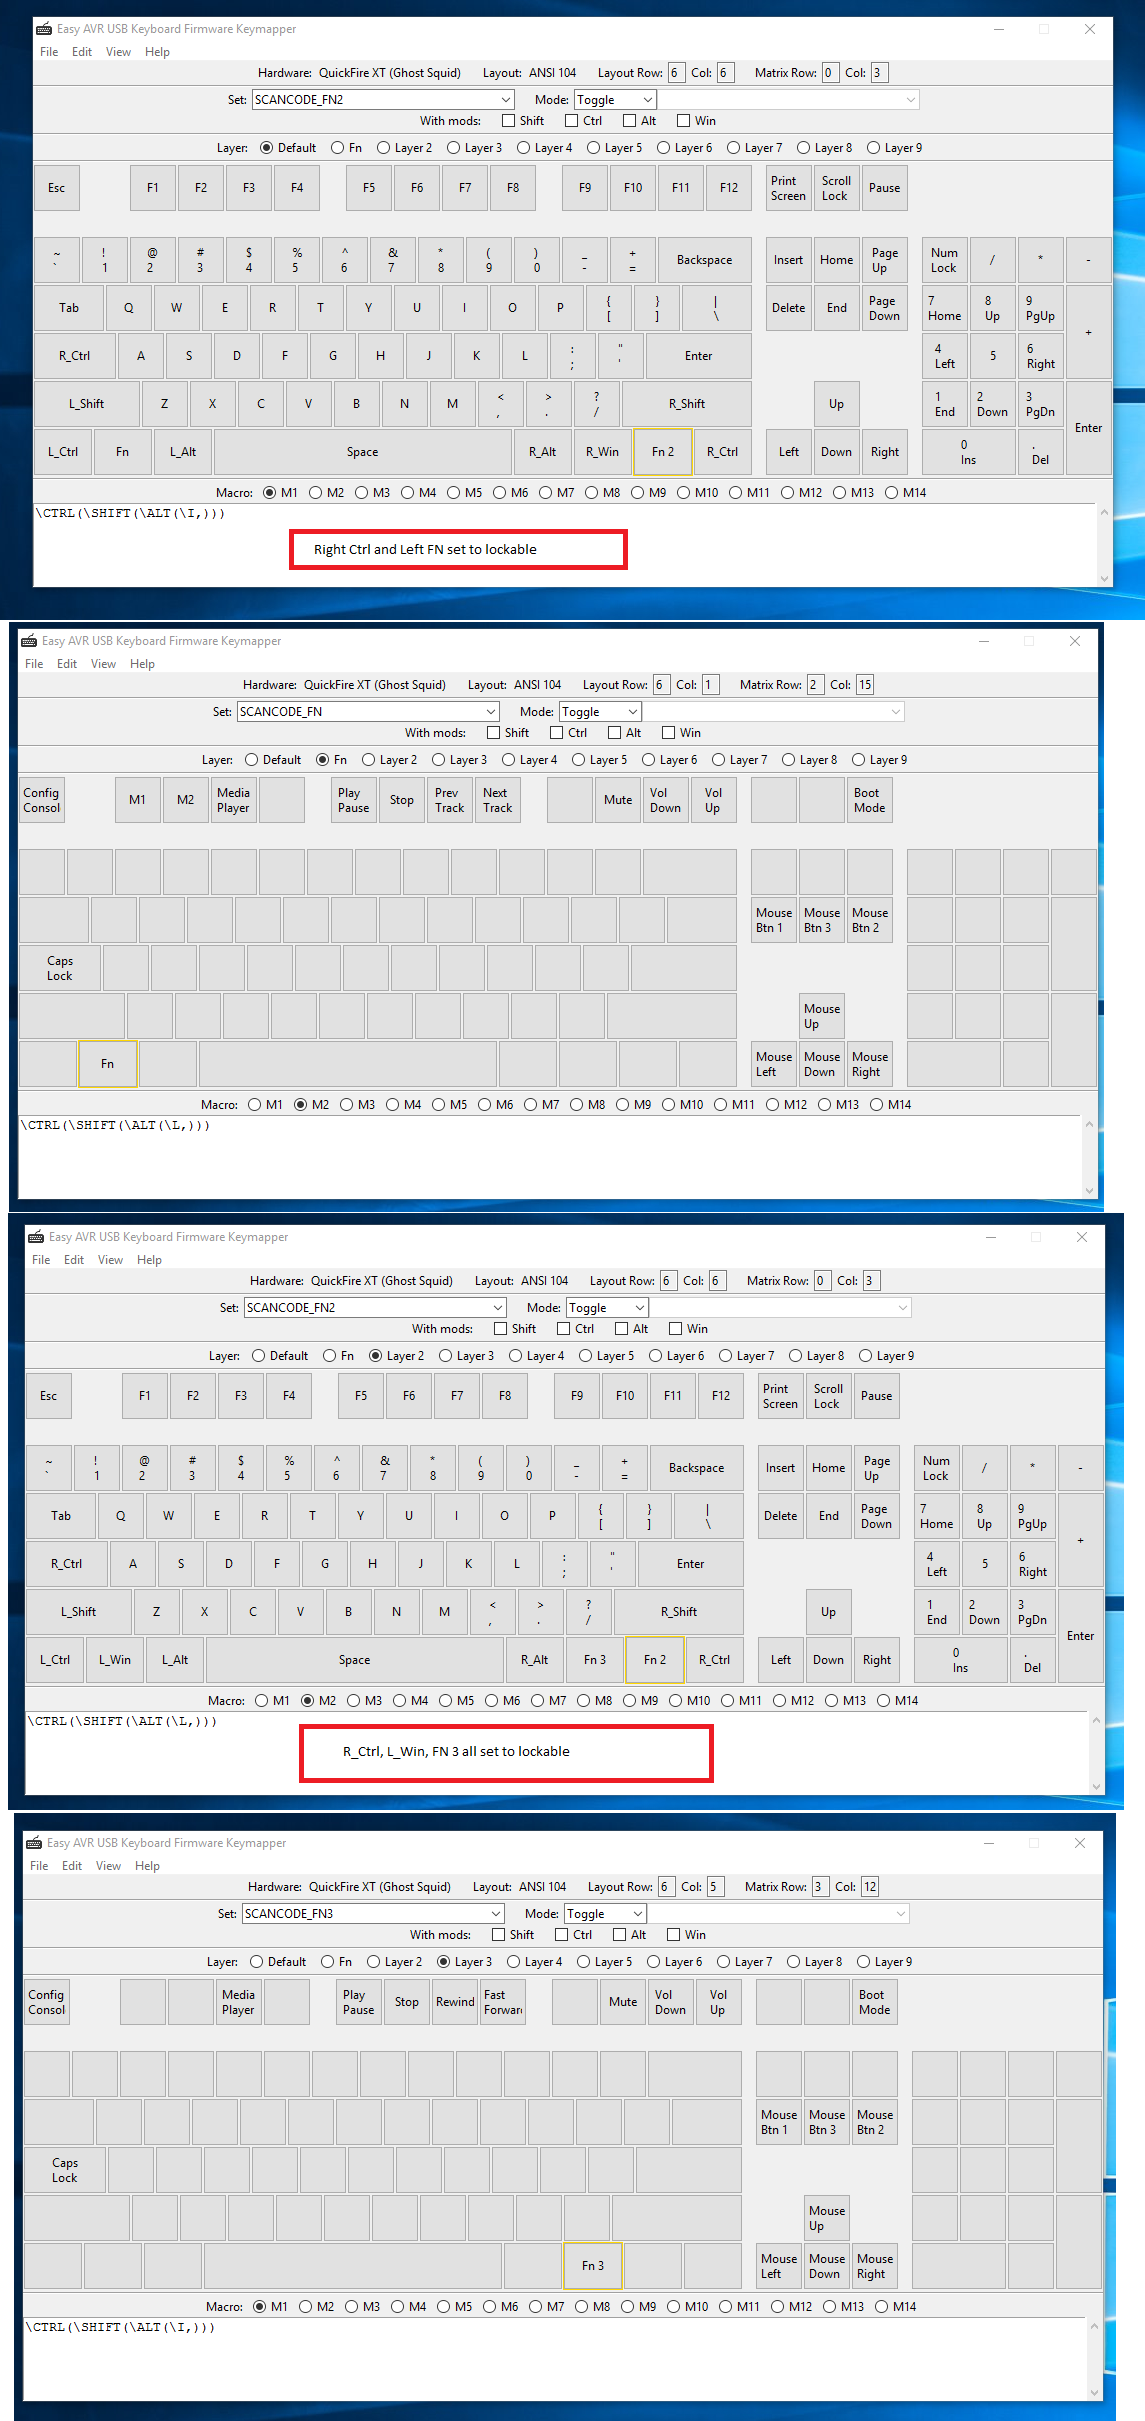 Easy AVR USB Keyboard Firmware Keymapper
File Edit View Help
Hardware: QuickFire XT (Ghost Squid) Layout: ANSI 104 Layout Row: 6 Col: 6 Matrix Row: 0 Col: 3
Set: SCANCODE_FN2 Mode: Toggle
With mods: Shift Ctrl Alt Win
Layer: Default Fn Layer 2 Layer 3 Layer 4 Layer 5 Layer 6 Layer 7 Layer 8 Layer 9
Esc F1 F2 F3 F4 F5 F6 F7 F8 F9 F10 F11 F12 Print Screen Scroll Lock Pause
~ ` ! 1 @ 2 # 3 $ 4 % 5 ^ 6 & 7 * 8 ( 9 ) 0 _ - + = Backspace Insert Home Page Up Num Lock / * -
Tab Q W E R T Y U I O P { [ } ] | \ Delete End Page Down 7 Home 8 Up 9 PgUp +
R_Ctrl A S D F G H J K L : ; " ' Enter 4 Left 5 6 Right
L_Shift Z X C V B N M < , > . ? / R_Shift Up 1 End 2 Down 3 PgDn Enter
L_Ctrl Fn L_Alt Space R_Alt R_Win Fn 2 R_Ctrl Left Down Right 0 Ins . Del
Macro: M1 M2 M3 M4 M5 M6 M7 M8 M9 M10 M11 M12 M13 M14
\CTRL(\SHIFT(\ALT(\I,)))
Right Ctrl and Left FN set to lockable
Easy AVR USB Keyboard Firmware Keymapper
File Edit View Help
Hardware: QuickFire XT (Ghost Squid) Layout: ANSI 104 Layout Row: 6 Col: 1 Matrix Row: 2 Col: 15
Set: SCANCODE_FN Mode: Toggle
With mods: Shift Ctrl Alt Win
Layer: Default Fn Layer 2 Layer 3 Layer 4 Layer 5 Layer 6 Layer 7 Layer 8 Layer 9
Config Consol M1 M2 Media Player Play Pause Stop Prev Track Next Track Mute Vol Down Vol Up Boot Mode
Mouse Btn 1 Mouse Btn 3 Mouse Btn 2
Caps Lock
Mouse Up
Fn Mouse Left Mouse Down Mouse Right
Macro: M1 M2 M3 M4 M5 M6 M7 M8 M9 M10 M11 M12 M13 M14
\CTRL(\SHIFT(\ALT(\L,)))
Easy AVR USB Keyboard Firmware Keymapper
File Edit View Help
Hardware: QuickFire XT (Ghost Squid) Layout: ANSI 104 Layout Row: 6 Col: 6 Matrix Row: 0 Col: 3
Set: SCANCODE_FN2 Mode: Toggle
With mods: Shift Ctrl Alt Win
Layer: Default Fn Layer 2 Layer 3 Layer 4 Layer 5 Layer 6 Layer 7 Layer 8 Layer 9
Esc F1 F2 F3 F4 F5 F6 F7 F8 F9 F10 F11 F12 Print Screen Scroll Lock Pause
~ ` ! 1 @ 2 # 3 $ 4 % 5 ^ 6 & 7 * 8 ( 9 ) 0 _ - + = Backspace Insert Home Page Up Num Lock / * -
Tab Q W E R T Y U I O P { [ } ] | \ Delete End Page Down 7 Home 8 Up 9 PgUp +
R_Ctrl A S D F G H J K L : ; " ' Enter 4 Left 5 6 Right
L_Shift Z X C V B N M < , > . ? / R_Shift Up 1 End 2 Down 3 PgDn Enter
L_Ctrl L_Win L_Alt Space R_Alt Fn 3 Fn 2 R_Ctrl Left Down Right 0 Ins . Del
Macro: M1 M2 M3 M4 M5 M6 M7 M8 M9 M10 M11 M12 M13 M14
\CTRL(\SHIFT(\ALT(\L,)))
R_Ctrl, L_Win, FN 3 all set to lockable
Easy AVR USB Keyboard Firmware Keymapper
File Edit View Help
Hardware: QuickFire XT (Ghost Squid) Layout: ANSI 104 Layout Row: 6 Col: 5 Matrix Row: 3 Col: 12
Set: SCANCODE_FN3 Mode: Toggle
With mods: Shift Ctrl Alt Win
Layer: Default Fn Layer 2 Layer 3 Layer 4 Layer 5 Layer 6 Layer 7 Layer 8 Layer 9
Config Consol Media Player Play Pause Stop Rewind Fast Forward Mute Vol Down Vol Up Boot Mode
Mouse Btn 1 Mouse Btn 3 Mouse Btn 2
Caps Lock
Mouse Up
Fn 3 Mouse Left Mouse Down Mouse Right
Macro: M1 M2 M3 M4 M5 M6 M7 M8 M9 M10 M11 M12 M13 M14
\CTRL(\SHIFT(\ALT(\I,)))